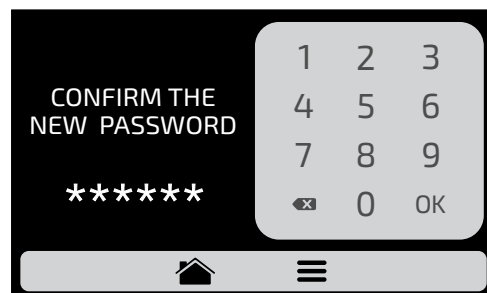 CONFIRM THE
NEW PASSWORD
******
1 2 3
4 5 6
7 8 9
0 OK